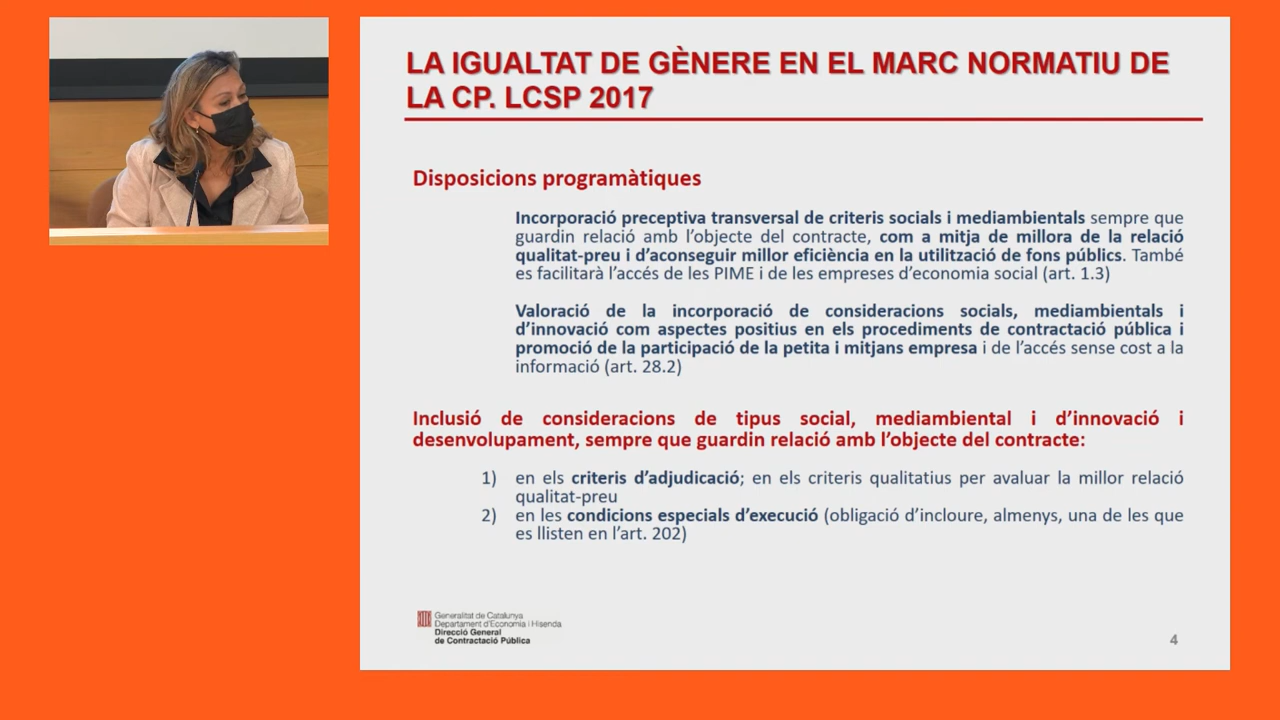 LA IGUALTAT DE GÈNERE EN EL MARC NORMATIU DE
LA CP. LCSP 2017
Disposicions programàtiques
Incorporació preceptiva transversal de criteris socials i mediambientals sempre que
guardin relació amb l'objecte del contracte, com a mitja de millora de la relació
qualitat-preu i d'aconseguir millor eficiència en la utilització de fons públics. També
es facilitarà l'accés de les PIME i de les empreses d'economia social (art. 1.3)
Valoració de la incorporació de consideracions socials, mediambientals i
d'innovació com aspectes positius en els procediments de contractació pública i
promoció de la participació de la petita i mitjans empresa i de l'accés sense cost a la
informació (art. 28.2)
Inclusió de consideracions de tipus social, mediambiental i d'innovació i
desenvolupament, sempre que guardin relació amb l'objecte del contracte:
1) en els criteris d'adjudicació; en els criteris qualitatius per avaluar la millor relació
qualitat-preu
2) en les condicions especials d'execució (obligació d'incloure, almenys, una de les que
es llisten en l'art. 202)
Generalitat de Catalunya
Departament d'Economia i Hisenda
Direcció General
de Contractació Pública
4